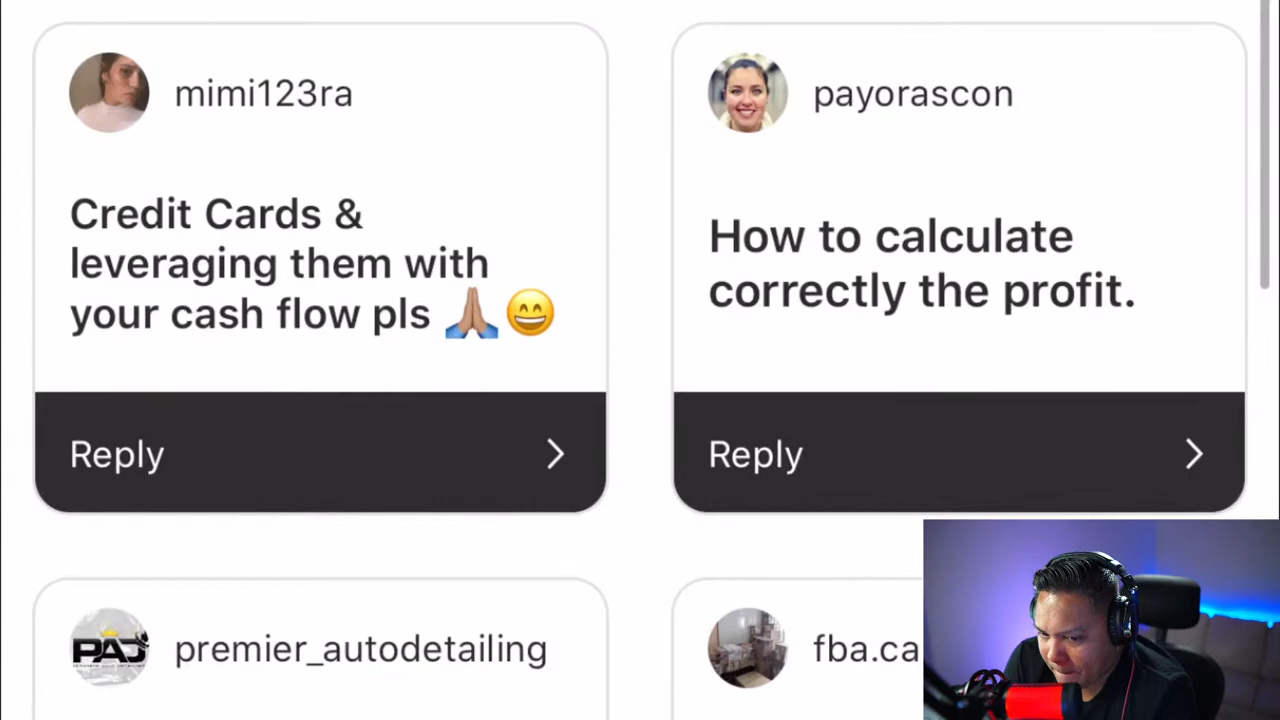 mimi123ra
Credit Cards &
leveraging them with
your cash flow pls 🙏🏽😄
Reply
payorascon
How to calculate
correctly the profit.
Reply
PAJ
premier_autodetailing
fba.ca